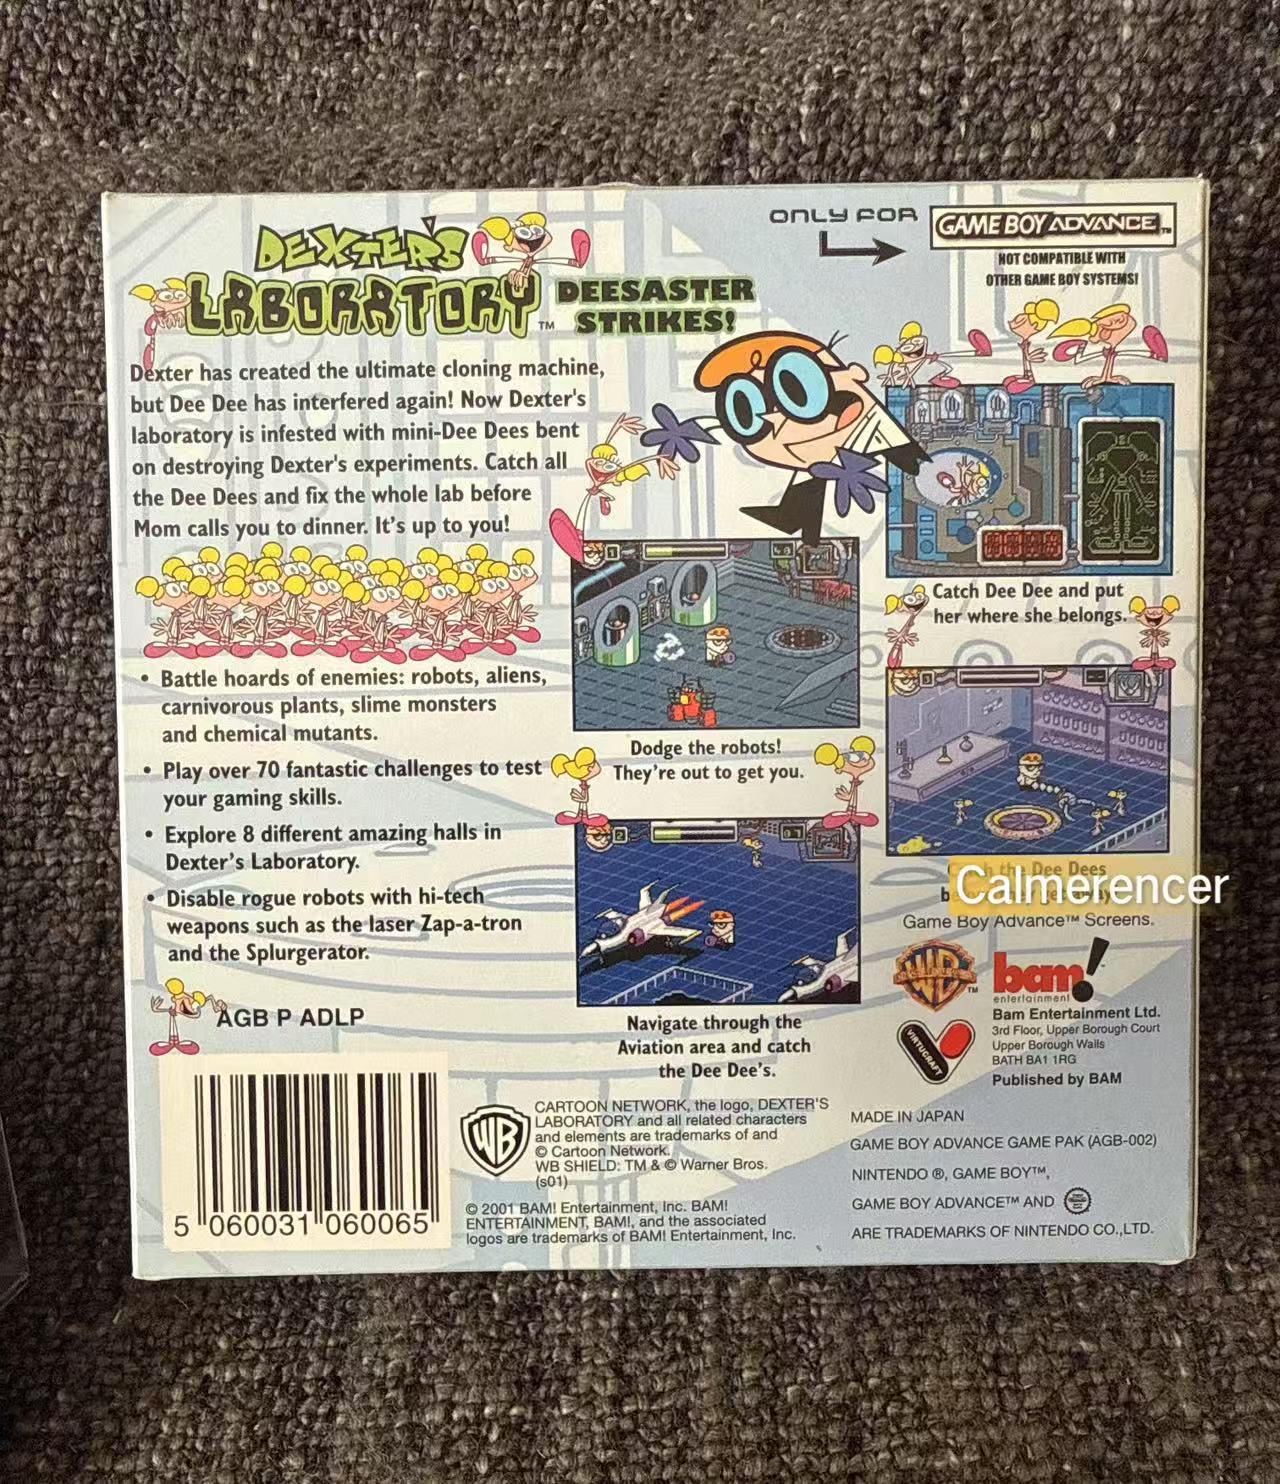 DEXTER'S
LABORATORY™
DEESASTER
STRIKES!
ONLY FOR
GAME BOY ADVANCE™
NOT COMPATIBLE WITH
OTHER GAME BOY SYSTEMS!
Dexter has created the ultimate cloning machine,
but Dee Dee has interfered again! Now Dexter's
laboratory is infested with mini-Dee Dees bent
on destroying Dexter's experiments. Catch all
the Dee Dees and fix the whole lab before
Mom calls you to dinner. It's up to you!
• Battle hoards of enemies: robots, aliens,
carnivorous plants, slime monsters
and chemical mutants.
• Play over 70 fantastic challenges to test
your gaming skills.
• Explore 8 different amazing halls in
Dexter's Laboratory.
• Disable rogue robots with hi-tech
weapons such as the laser Zap-a-tron
and the Splurgerator.
AGB P ADLP
5 060031 060065
Dodge the robots!
They're out to get you.
Navigate through the
Aviation area and catch
the Dee Dee's.
Catch Dee Dee and put
her where she belongs.
the Dee Dees
Calmerencer
Game Boy Advance™ Screens.
WB
TM
bam!
entertainment
VIRTUCRAFT
Bam Entertainment Ltd.
3rd Floor, Upper Borough Court
Upper Borough Walls
BATH BA1 1RG
Published by BAM
WB
CARTOON NETWORK, the logo, DEXTER'S
LABORATORY and all related characters
and elements are trademarks of and
© Cartoon Network.
WB SHIELD: TM & © Warner Bros.
(s01)
© 2001 BAM! Entertainment, Inc. BAM!
ENTERTAINMENT, BAM!, and the associated
logos are trademarks of BAM! Entertainment, Inc.
MADE IN JAPAN
GAME BOY ADVANCE GAME PAK (AGB-002)
NINTENDO ®, GAME BOY™,
GAME BOY ADVANCE™ AND
ARE TRADEMARKS OF NINTENDO CO.,LTD.